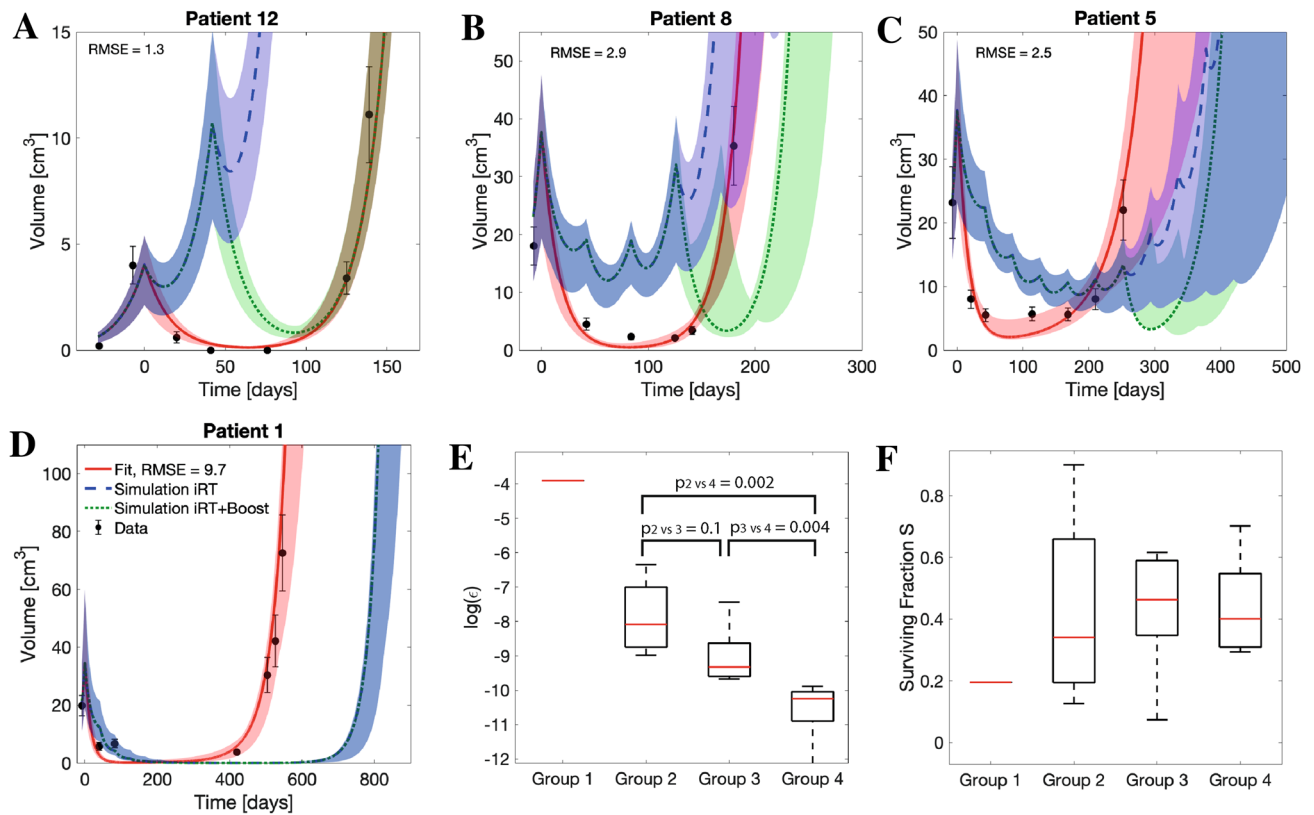 A
Patient 12
RMSE = 1.3
15
10
5
0
Volume [cm3]
0
50
100
150
Time [days]
B
Patient 8
RMSE = 2.9
50
40
30
20
10
0
Volume [cm3]
0
100
200
300
Time [days]
C
Patient 5
RMSE = 2.5
50
40
30
20
10
0
Volume [cm3]
0
100
200
300
400
500
Time [days]
D
Patient 1
Fit, RMSE = 9.7
Simulation iRT
Simulation iRT+Boost
Data
100
80
60
40
20
0
Volume [cm3]
0
200
400
600
800
Time [days]
E
p2 vs 4 = 0.002
p2 vs 3 = 0.1
p3 vs 4 = 0.004
-4
-5
-6
-7
-8
-9
-10
-11
-12
log(ϵ)
Group 1
Group 2
Group 3
Group 4
F
0.8
0.6
0.4
0.2
0
Surviving Fraction S
Group 1
Group 2
Group 3
Group 4